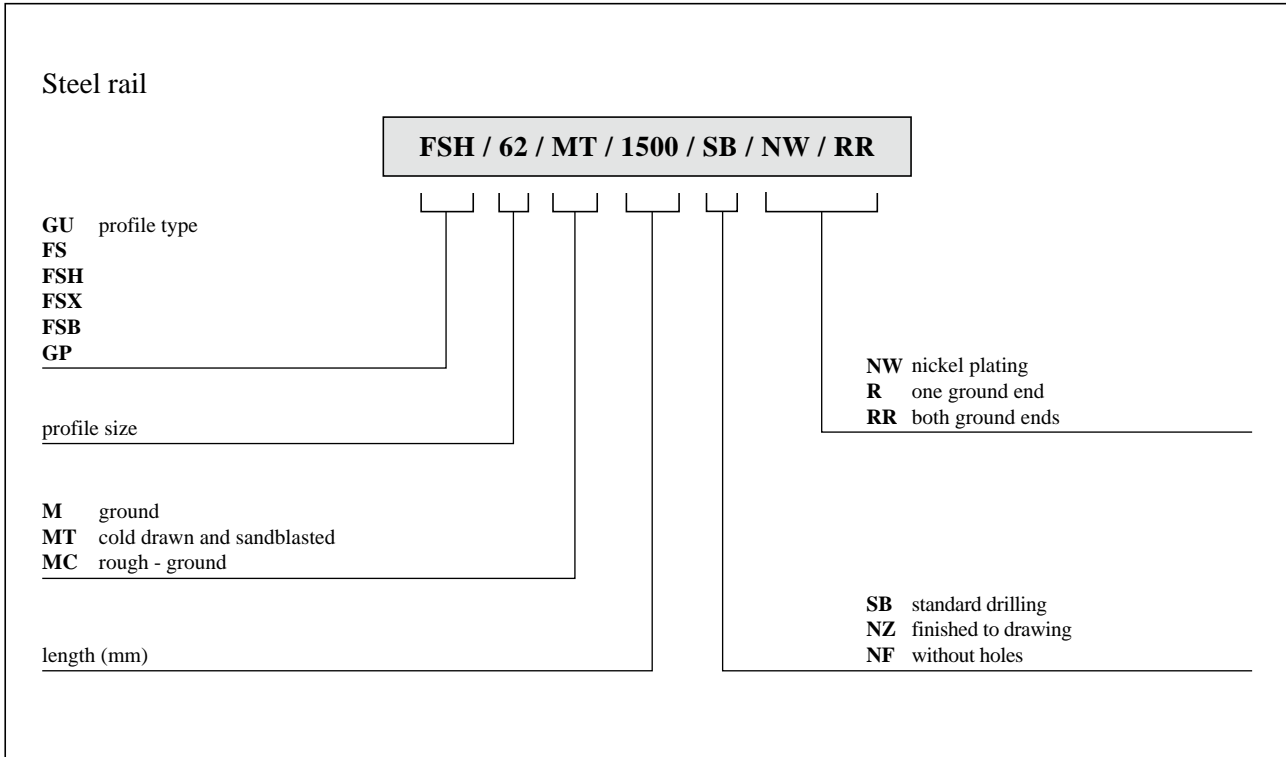 Steel rail
FSH / 62 / MT / 1500 / SB / NW / RR
GU profile type
FS
FSH
FSX
FSB
GP
profile size
M ground
MT cold drawn and sandblasted
MC rough - ground
length (mm)
NW nickel plating
R one ground end
RR both ground ends
SB standard drilling
NZ finished to drawing
NF without holes